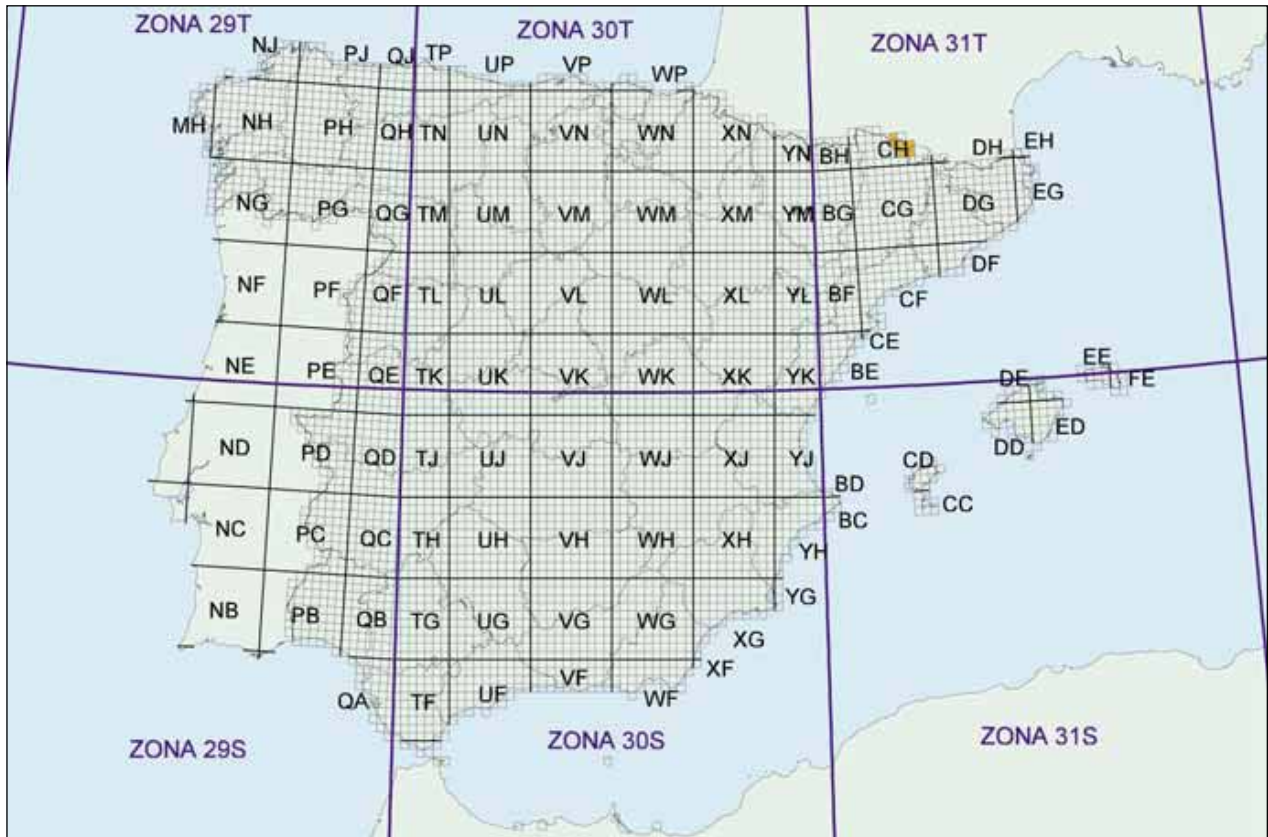 ZONA 29T
ZONA 30T
ZONA 31T
NJ
PJ
QJ
TP
UP
VP
WP
MH
NH
PH
QH
TN
UN
VN
WN
XN
YN
BH
CH
DH
EH
NG
PG
QG
TM
UM
VM
WM
XM
YM
BG
CG
DG
EG
NF
PF
QF
TL
UL
VL
WL
XL
YL
BF
CF
DF
NE
PE
QE
TK
UK
VK
WK
XK
YK
BE
CE
DE
EE
FE
ND
PD
QD
TJ
UJ
VJ
WJ
XJ
YJ
BD
CD
DD
ED
NC
PC
QC
TH
UH
VH
WH
XH
YH
BC
CC
NB
PB
QB
TG
UG
VG
WG
XG
YG
QA
TF
UF
VF
WF
XF
ZONA 29S
ZONA 30S
ZONA 31S